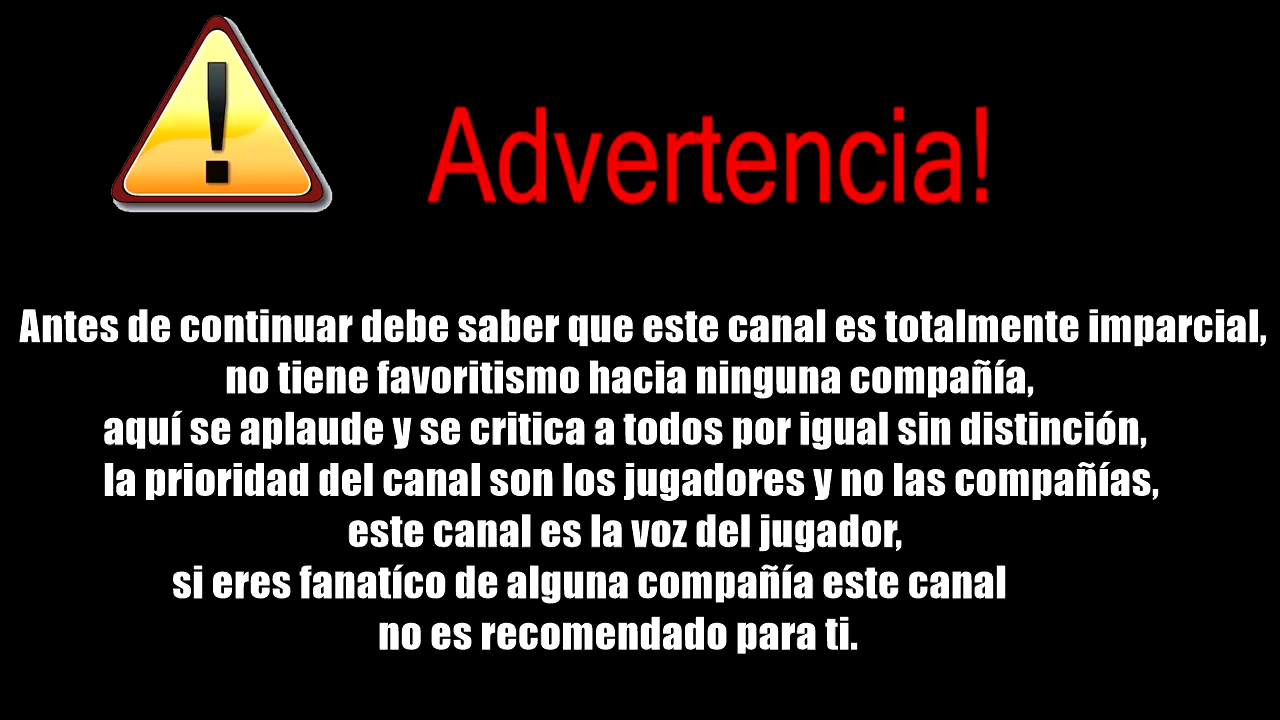 Advertencia!
Antes de continuar debe saber que este canal es totalmente imparcial,
no tiene favoritismo hacia ninguna compañía,
aquí se aplaude y se critica a todos por igual sin distinción,
la prioridad del canal son los jugadores y no las compañías,
este canal es la voz del jugador,
si eres fanatíco de alguna compañía este canal
no es recomendado para ti.